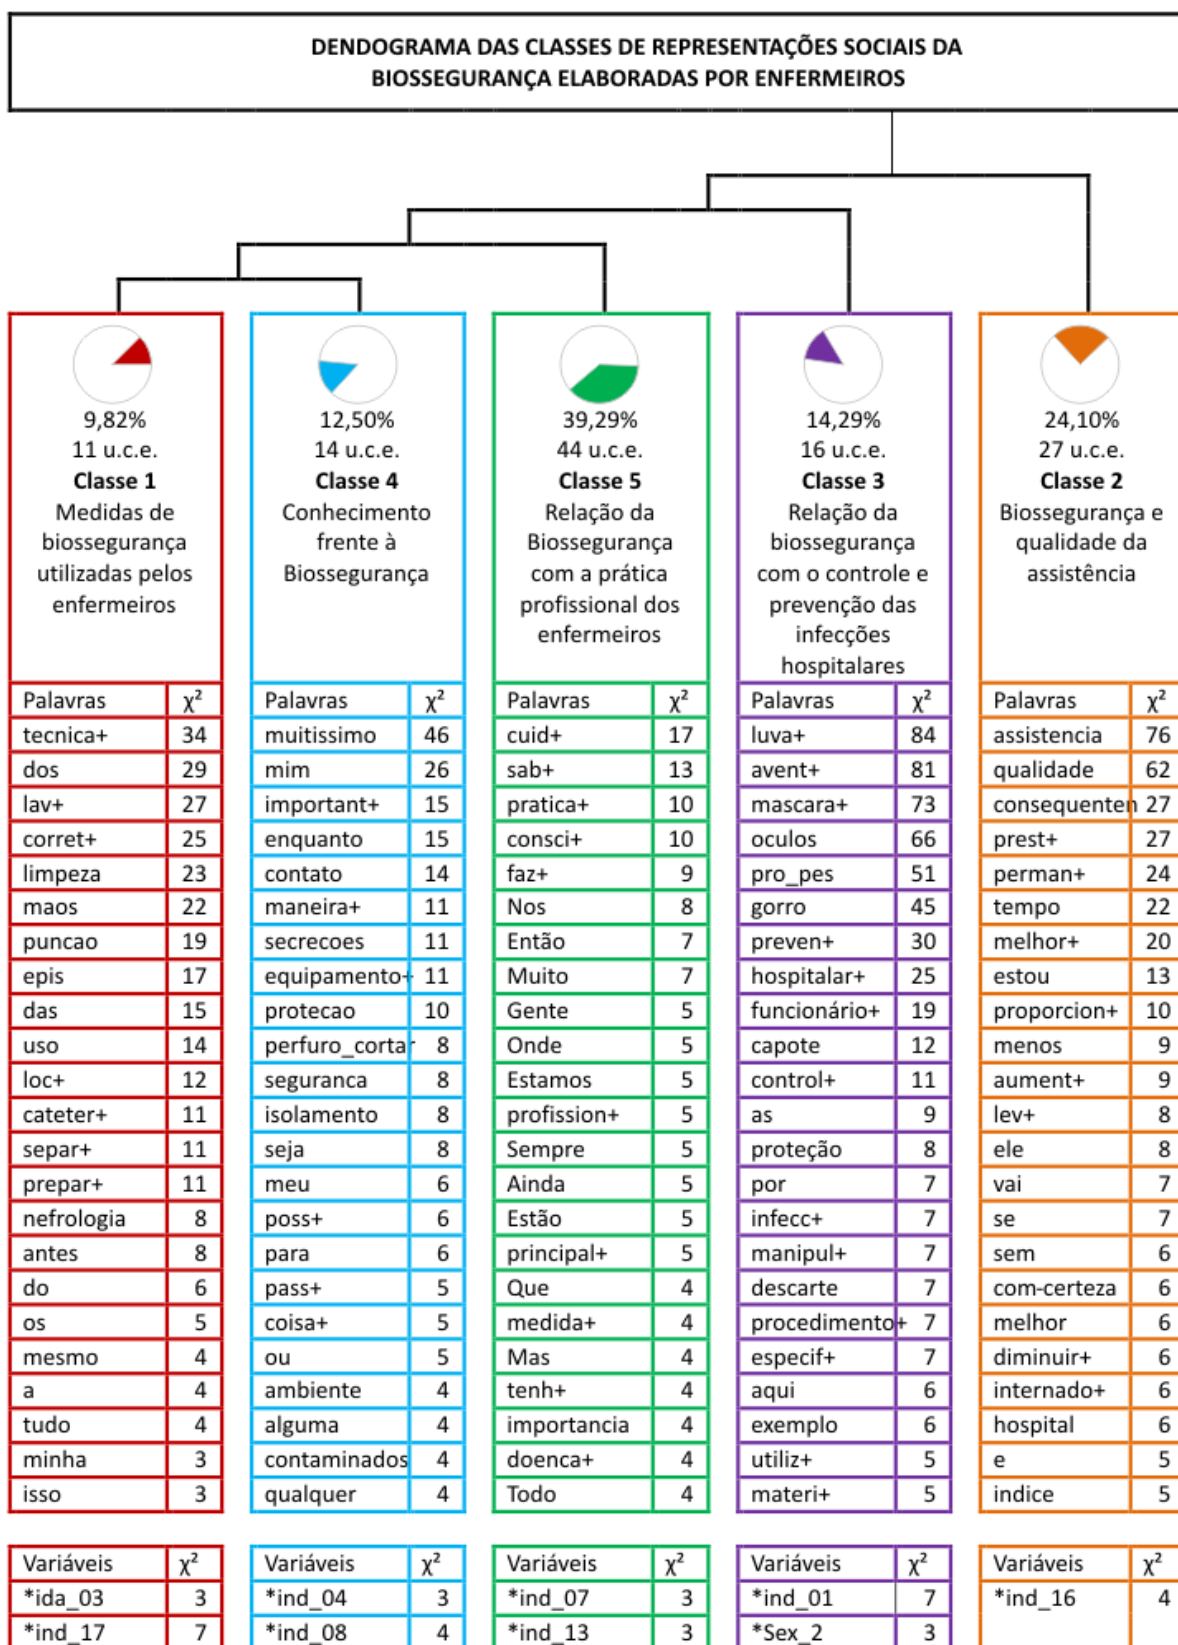 DENDOGRAMA DAS CLASSES DE REPRESENTAÇÕES SOCIAIS DA
BIOSSEGURANÇA ELABORADAS POR ENFERMEIROS
9,82%
11 u.c.e.
Classe 1
Medidas de
biossegurança
utilizadas pelos
enfermeiros
Palavras χ²
tecnica+ 34
dos 29
lav+ 27
corret+ 25
limpeza 23
maos 22
puncao 19
epis 17
das 15
uso 14
loc+ 12
cateter+ 11
separ+ 11
prepar+ 11
nefrologia 8
antes 8
do 6
os 5
mesmo 4
a 4
tudo 4
minha 3
isso 3
Variáveis χ²
*ida_03 3
*ind_17 7
12,50%
14 u.c.e.
Classe 4
Conhecimento
frente à
Biossegurança
Palavras χ²
muitissimo 46
mim 26
important+ 15
enquanto 15
contato 14
maneira+ 11
secrecoes 11
equipamento+ 11
protecao 10
perfuro_cortar 8
seguranca 8
isolamento 8
seja 8
meu 6
poss+ 6
para 6
pass+ 5
coisa+ 5
ou 5
ambiente 4
alguma 4
contaminados 4
qualquer 4
Variáveis χ²
*ind_04 3
*ind_08 4
39,29%
44 u.c.e.
Classe 5
Relação da
Biossegurança
com a prática
profissional dos
enfermeiros
Palavras χ²
cuid+ 17
sab+ 13
pratica+ 10
consci+ 10
faz+ 9
Nos 8
Então 7
Muito 7
Gente 5
Onde 5
Estamos 5
profission+ 5
Sempre 5
Ainda 5
Estão 5
principal+ 5
Que 4
medida+ 4
Mas 4
tenh+ 4
importancia 4
doenca+ 4
Todo 4
Variáveis χ²
*ind_07 3
*ind_13 3
14,29%
16 u.c.e.
Classe 3
Relação da
biossegurança
com o controle e
prevenção das
infecções
hospitalares
Palavras χ²
luva+ 84
avent+ 81
mascara+ 73
oculos 66
pro_pes 51
gorro 45
preven+ 30
hospitalar+ 25
funcionário+ 19
capote 12
control+ 11
as 9
proteção 8
por 7
infecc+ 7
manipul+ 7
descarte 7
procedimento+ 7
especif+ 7
aqui 6
exemplo 6
utiliz+ 5
materi+ 5
Variáveis χ²
*ind_01 7
*Sex_2 3
24,10%
27 u.c.e.
Classe 2
Biossegurança e
qualidade da
assistência
Palavras χ²
assistencia 76
qualidade 62
consequenten 27
prest+ 27
perman+ 24
tempo 22
melhor+ 20
estou 13
proporcion+ 10
menos 9
aument+ 9
lev+ 8
ele 8
vai 7
se 7
sem 6
com-certeza 6
melhor 6
diminuir+ 6
internado+ 6
hospital 6
e 5
indice 5
Variáveis χ²
*ind_16 4